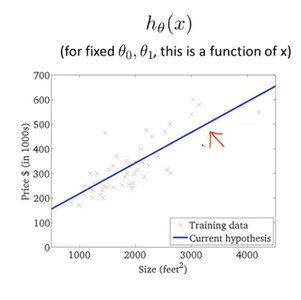 hθ(x)
(for fixed θ₀, θ₁, this is a function of x)
700
600
500
400
300
200
100
0
Price $ (in 1000s)
Training data
Current hypothesis
1000
2000
3000
4000
Size (feet²)